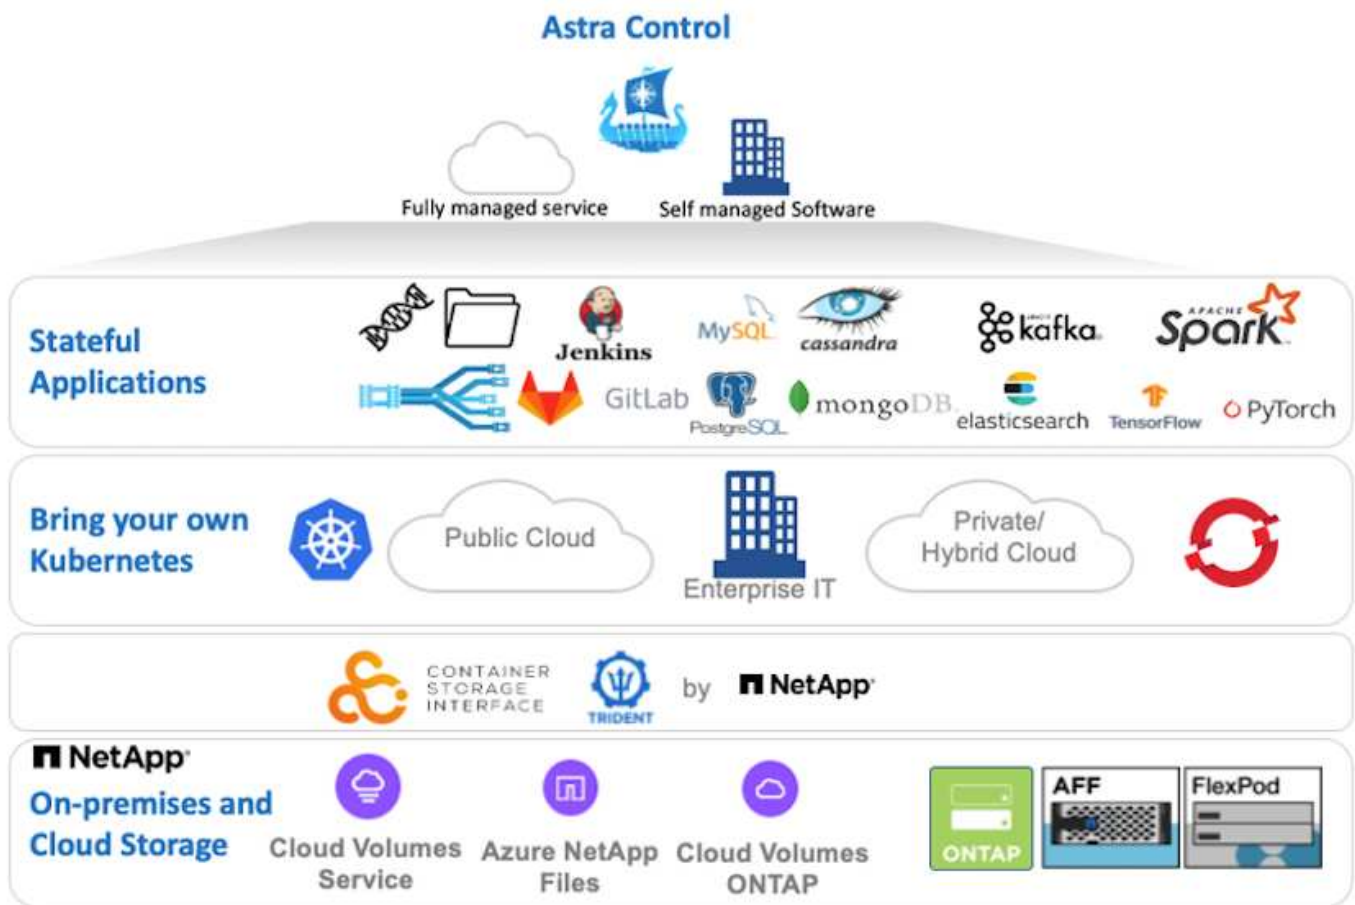 Astra Control
Fully managed service
Self managed Software
Stateful
Applications
Jenkins
MySQL
cassandra
kafka
APACHE
Spark
GitLab
PostgreSQL
mongoDB
elasticsearch
TensorFlow
PyTorch
Bring your own
Kubernetes
Public Cloud
Enterprise IT
Private/
Hybrid Cloud
CONTAINER
STORAGE
INTERFACE
TRIDENT
by
NetApp
NetApp
On-premises and
Cloud Storage
Cloud Volumes
Service
Azure NetApp
Files
Cloud Volumes
ONTAP
ONTAP
AFF
FlexPod